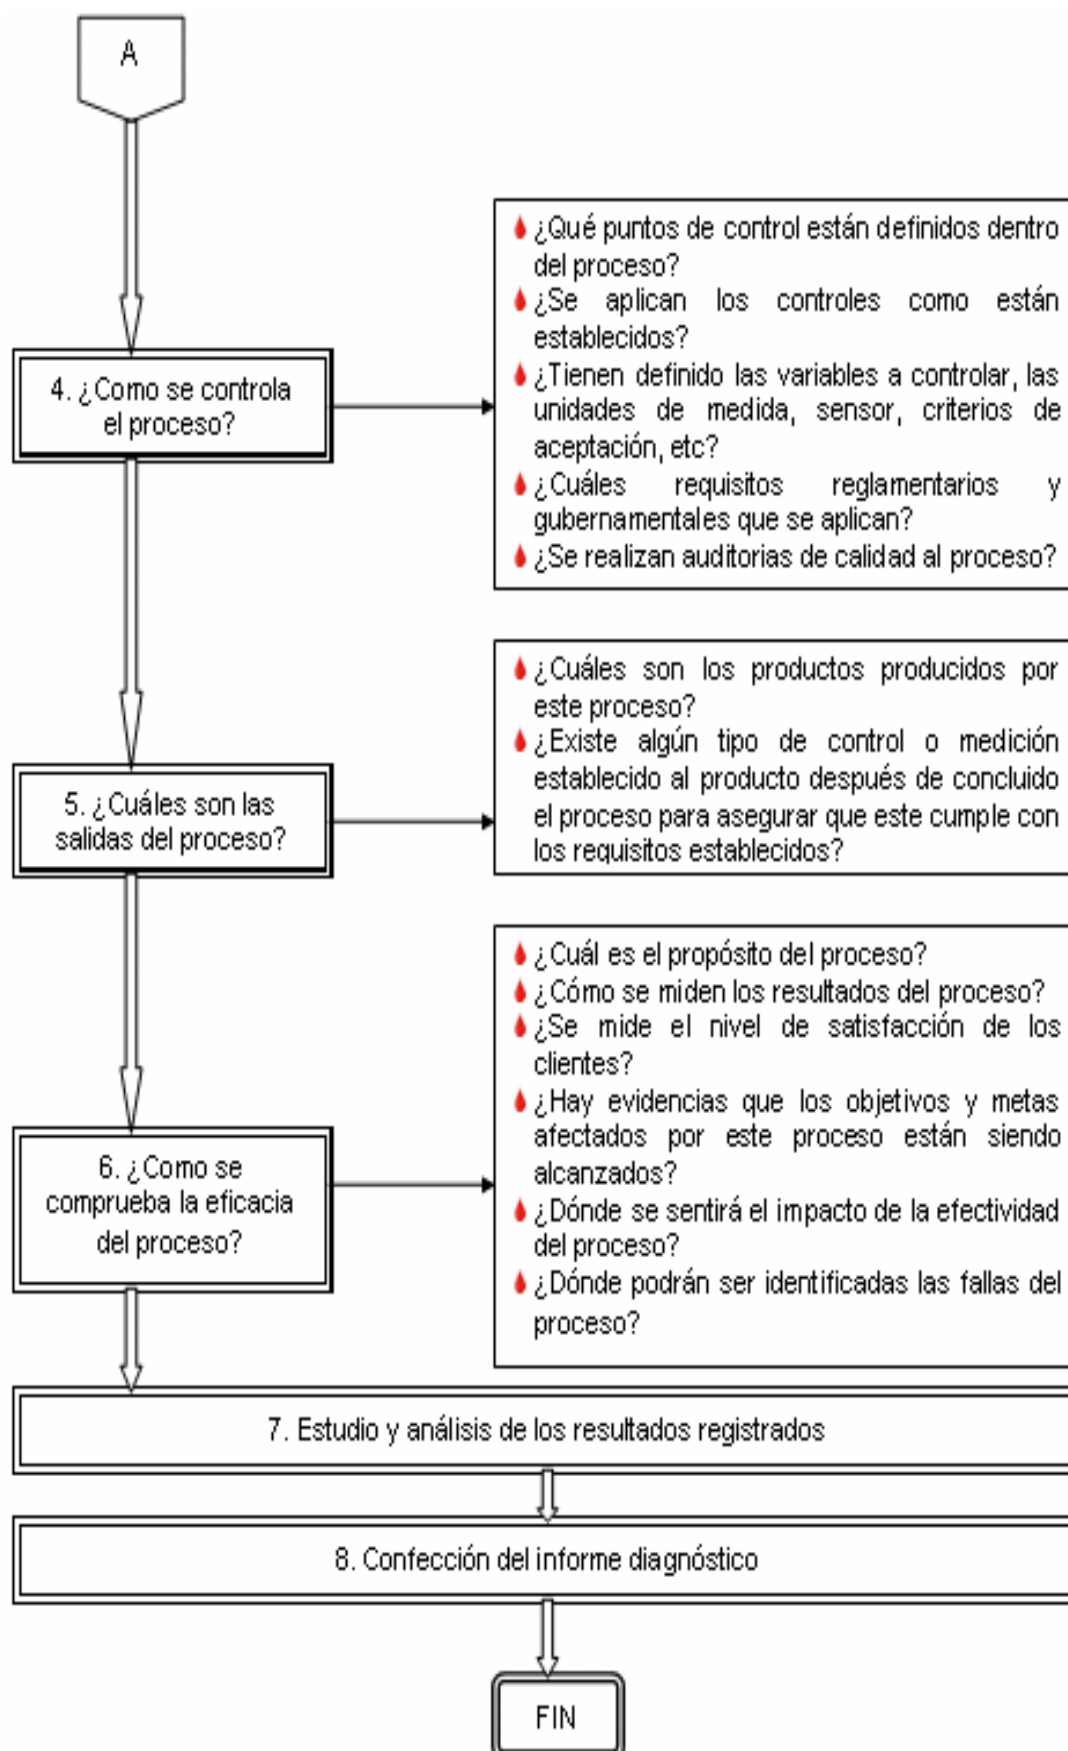 A
¿Qué puntos de control están definidos dentro
del proceso?
¿Se aplican los controles como están
establecidos?
4. ¿Como se controla
el proceso?
¿Tienen definido las variables a controlar, las
unidades de medida, sensor, criterios de
aceptación, etc?
¿Cuáles requisitos reglamentarios y
gubernamentales que se aplican?
¿Se realizan auditorias de calidad al proceso?
5. ¿Cuáles son las
salidas del proceso?
¿Cuáles son los productos producidos por
este proceso?
¿Existe algún tipo de control o medición
establecido al producto después de concluido
el proceso para asegurar que este cumple con
los requisitos establecidos?
6. ¿Como se
comprueba la eficacia
del proceso?
¿Cuál es el propósito del proceso?
¿Cómo se miden los resultados del proceso?
¿Se mide el nivel de satisfacción de los
clientes?
¿Hay evidencias que los objetivos y metas
afectados por este proceso están siendo
alcanzados?
¿Dónde se sentirá el impacto de la efectividad
del proceso?
¿Dónde podrán ser identificadas las fallas del
proceso?
7. Estudio y análisis de los resultados registrados
8. Confección del informe diagnóstico
FIN